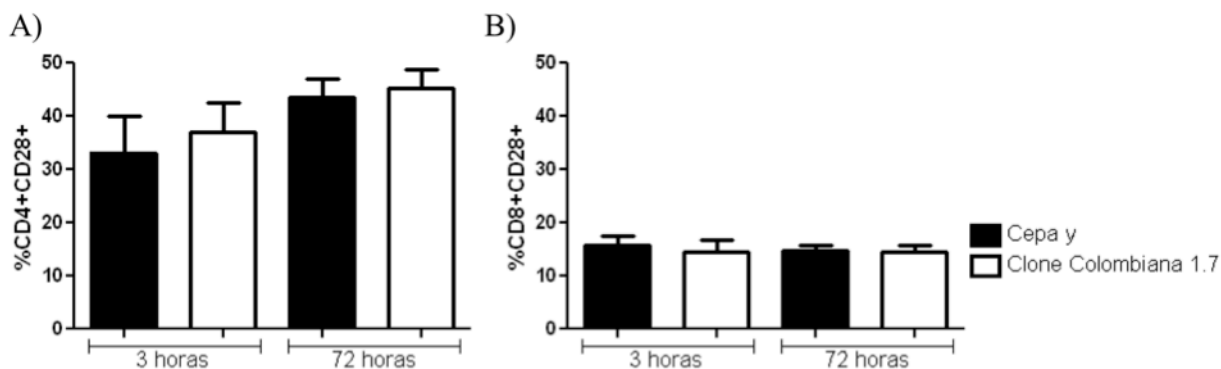 A)
%CD4+CD28+
50
40
30
20
10
0
3 horas
72 horas
B)
%CD8+CD28+
50
40
30
20
10
0
3 horas
72 horas
Cepa y
Clone Colombiana 1.7